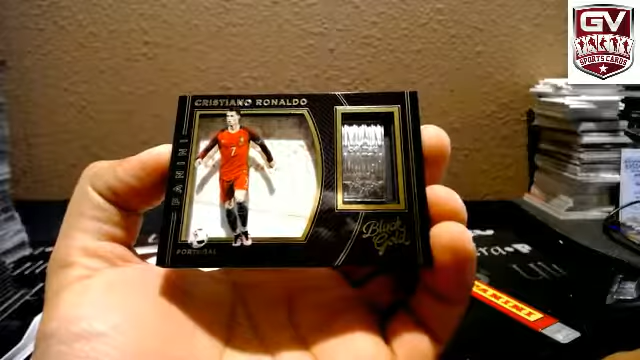 GV
SPORTS CARDS
CRISTIANO RONALDO
PANINI
7
Black
Gold
PORTUGAL
PANINI